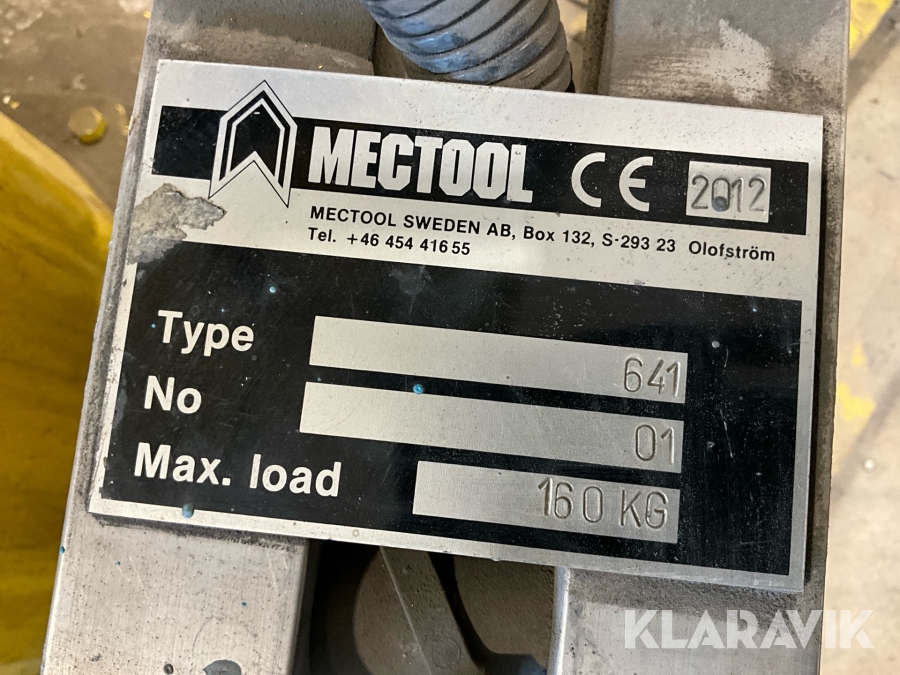 MECTOOL CE 2012
MECTOOL SWEDEN AB, Box 132, S-293 23 Olofström
Tel. +46 454 416 55
Type 641
No 01
Max. load 160 KG
KLARAVIK